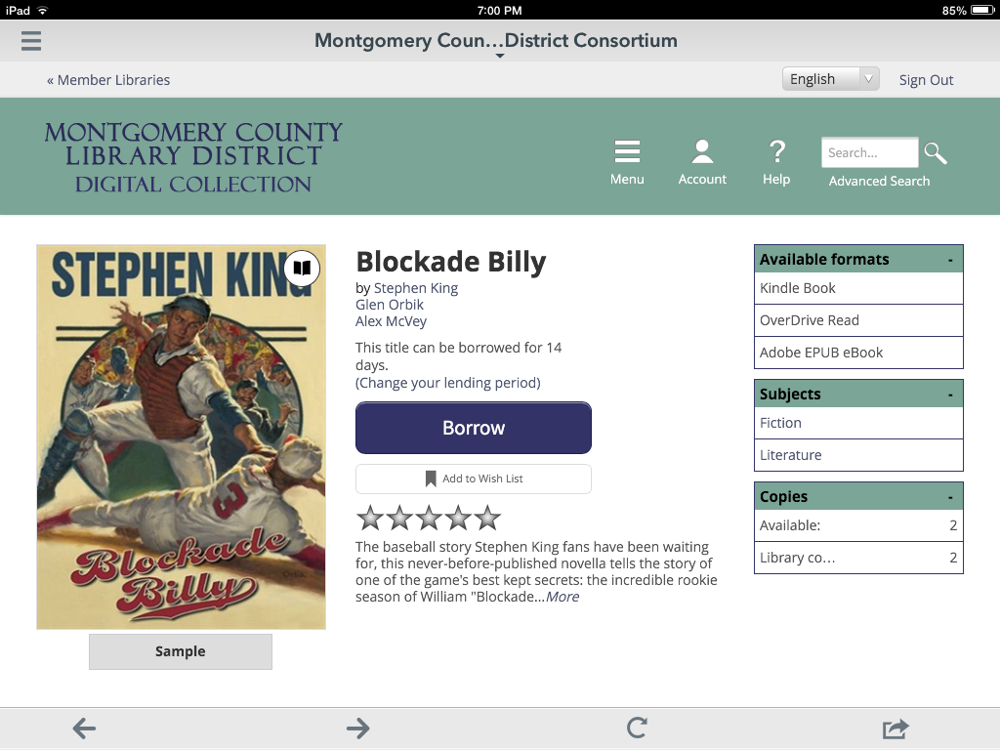 iPad 7:00 PM 85%
Montgomery Coun...District Consortium
« Member Libraries English Sign Out
MONTGOMERY COUNTY
LIBRARY DISTRICT
DIGITAL COLLECTION
Menu Account Help Search...
Advanced Search
STEPHEN KING
3
Blockade
Billy
Sample
Blockade Billy
by Stephen King
Glen Orbik
Alex McVey
This title can be borrowed for 14
days.
(Change your lending period)
Borrow
Add to Wish List
The baseball story Stephen King fans have been waiting
for, this never-before-published novella tells the story of
one of the game's best kept secrets: the incredible rookie
season of William "Blockade...More
Available formats -
Kindle Book
OverDrive Read
Adobe EPUB eBook
Subjects -
Fiction
Literature
Copies -
Available: 2
Library co... 2